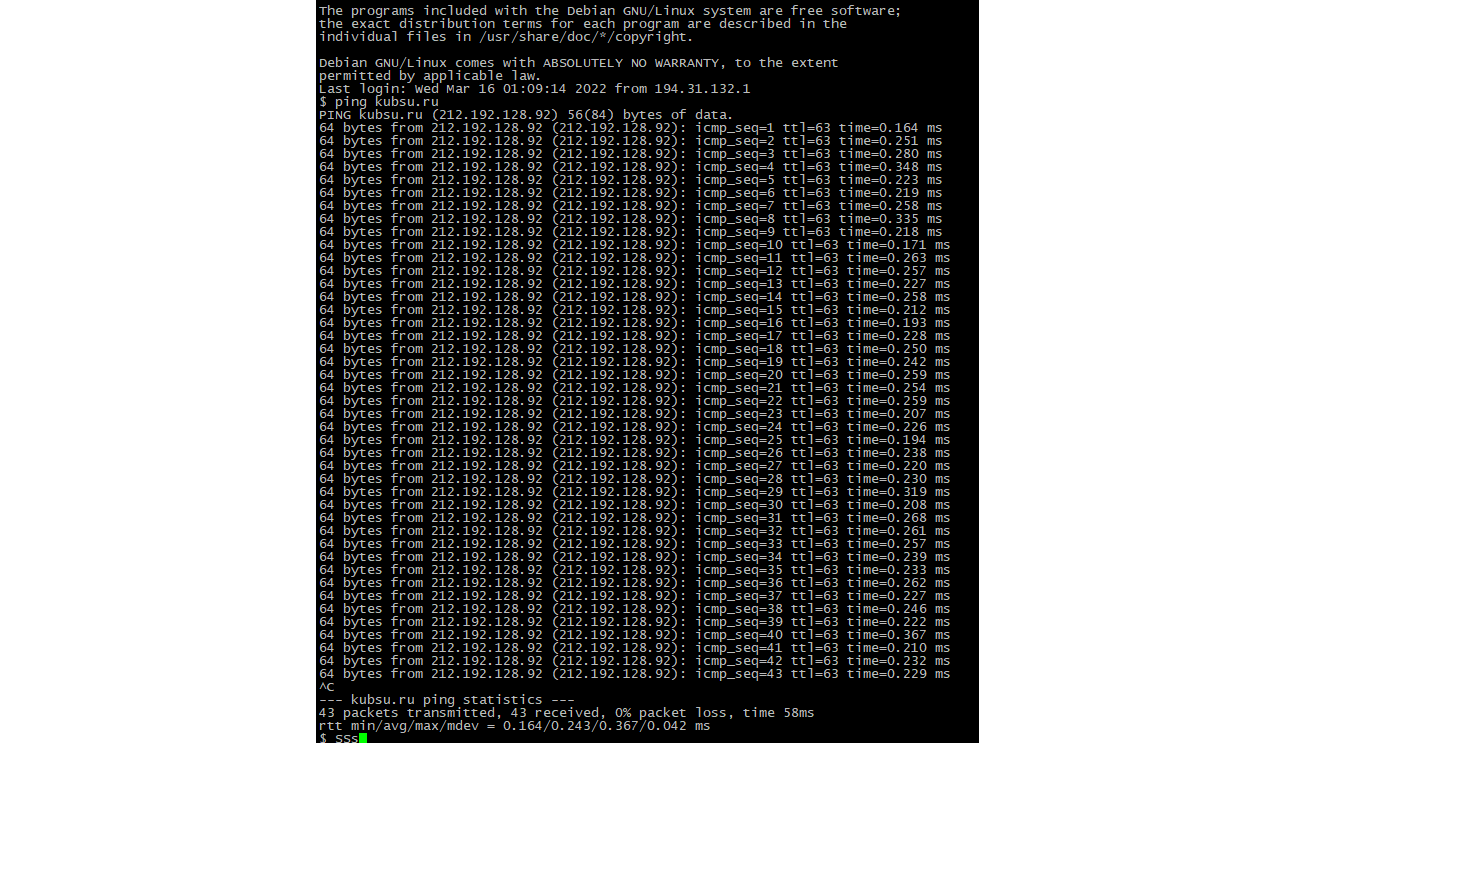 The programs included with the Debian GNU/Linux system are free software;
the exact distribution terms for each program are described in the
individual files in /usr/share/doc/*/copyright.
Debian GNU/Linux comes with ABSOLUTELY NO WARRANTY, to the extent
permitted by applicable law.
Last login: Wed Mar 16 01:09:14 2022 from 194.31.132.1
$ ping kubsu.ru
PING kubsu.ru (212.192.128.92) 56(84) bytes of data.
64 bytes from 212.192.128.92 (212.192.128.92): icmp_seq=1 ttl=63 time=0.164 ms
64 bytes from 212.192.128.92 (212.192.128.92): icmp_seq=2 ttl=63 time=0.251 ms
64 bytes from 212.192.128.92 (212.192.128.92): icmp_seq=3 ttl=63 time=0.280 ms
64 bytes from 212.192.128.92 (212.192.128.92): icmp_seq=4 ttl=63 time=0.348 ms
64 bytes from 212.192.128.92 (212.192.128.92): icmp_seq=5 ttl=63 time=0.223 ms
64 bytes from 212.192.128.92 (212.192.128.92): icmp_seq=6 ttl=63 time=0.219 ms
64 bytes from 212.192.128.92 (212.192.128.92): icmp_seq=7 ttl=63 time=0.258 ms
64 bytes from 212.192.128.92 (212.192.128.92): icmp_seq=8 ttl=63 time=0.335 ms
64 bytes from 212.192.128.92 (212.192.128.92): icmp_seq=9 ttl=63 time=0.218 ms
64 bytes from 212.192.128.92 (212.192.128.92): icmp_seq=10 ttl=63 time=0.171 ms
64 bytes from 212.192.128.92 (212.192.128.92): icmp_seq=11 ttl=63 time=0.263 ms
64 bytes from 212.192.128.92 (212.192.128.92): icmp_seq=12 ttl=63 time=0.257 ms
64 bytes from 212.192.128.92 (212.192.128.92): icmp_seq=13 ttl=63 time=0.227 ms
64 bytes from 212.192.128.92 (212.192.128.92): icmp_seq=14 ttl=63 time=0.258 ms
64 bytes from 212.192.128.92 (212.192.128.92): icmp_seq=15 ttl=63 time=0.212 ms
64 bytes from 212.192.128.92 (212.192.128.92): icmp_seq=16 ttl=63 time=0.193 ms
64 bytes from 212.192.128.92 (212.192.128.92): icmp_seq=17 ttl=63 time=0.228 ms
64 bytes from 212.192.128.92 (212.192.128.92): icmp_seq=18 ttl=63 time=0.250 ms
64 bytes from 212.192.128.92 (212.192.128.92): icmp_seq=19 ttl=63 time=0.242 ms
64 bytes from 212.192.128.92 (212.192.128.92): icmp_seq=20 ttl=63 time=0.259 ms
64 bytes from 212.192.128.92 (212.192.128.92): icmp_seq=21 ttl=63 time=0.254 ms
64 bytes from 212.192.128.92 (212.192.128.92): icmp_seq=22 ttl=63 time=0.259 ms
64 bytes from 212.192.128.92 (212.192.128.92): icmp_seq=23 ttl=63 time=0.207 ms
64 bytes from 212.192.128.92 (212.192.128.92): icmp_seq=24 ttl=63 time=0.226 ms
64 bytes from 212.192.128.92 (212.192.128.92): icmp_seq=25 ttl=63 time=0.194 ms
64 bytes from 212.192.128.92 (212.192.128.92): icmp_seq=26 ttl=63 time=0.238 ms
64 bytes from 212.192.128.92 (212.192.128.92): icmp_seq=27 ttl=63 time=0.220 ms
64 bytes from 212.192.128.92 (212.192.128.92): icmp_seq=28 ttl=63 time=0.230 ms
64 bytes from 212.192.128.92 (212.192.128.92): icmp_seq=29 ttl=63 time=0.319 ms
64 bytes from 212.192.128.92 (212.192.128.92): icmp_seq=30 ttl=63 time=0.208 ms
64 bytes from 212.192.128.92 (212.192.128.92): icmp_seq=31 ttl=63 time=0.268 ms
64 bytes from 212.192.128.92 (212.192.128.92): icmp_seq=32 ttl=63 time=0.261 ms
64 bytes from 212.192.128.92 (212.192.128.92): icmp_seq=33 ttl=63 time=0.257 ms
64 bytes from 212.192.128.92 (212.192.128.92): icmp_seq=34 ttl=63 time=0.239 ms
64 bytes from 212.192.128.92 (212.192.128.92): icmp_seq=35 ttl=63 time=0.233 ms
64 bytes from 212.192.128.92 (212.192.128.92): icmp_seq=36 ttl=63 time=0.262 ms
64 bytes from 212.192.128.92 (212.192.128.92): icmp_seq=37 ttl=63 time=0.227 ms
64 bytes from 212.192.128.92 (212.192.128.92): icmp_seq=38 ttl=63 time=0.246 ms
64 bytes from 212.192.128.92 (212.192.128.92): icmp_seq=39 ttl=63 time=0.222 ms
64 bytes from 212.192.128.92 (212.192.128.92): icmp_seq=40 ttl=63 time=0.367 ms
64 bytes from 212.192.128.92 (212.192.128.92): icmp_seq=41 ttl=63 time=0.210 ms
64 bytes from 212.192.128.92 (212.192.128.92): icmp_seq=42 ttl=63 time=0.232 ms
64 bytes from 212.192.128.92 (212.192.128.92): icmp_seq=43 ttl=63 time=0.229 ms
^C
--- kubsu.ru ping statistics ---
43 packets transmitted, 43 received, 0% packet loss, time 58ms
rtt min/avg/max/mdev = 0.164/0.243/0.367/0.042 ms
$ SSs